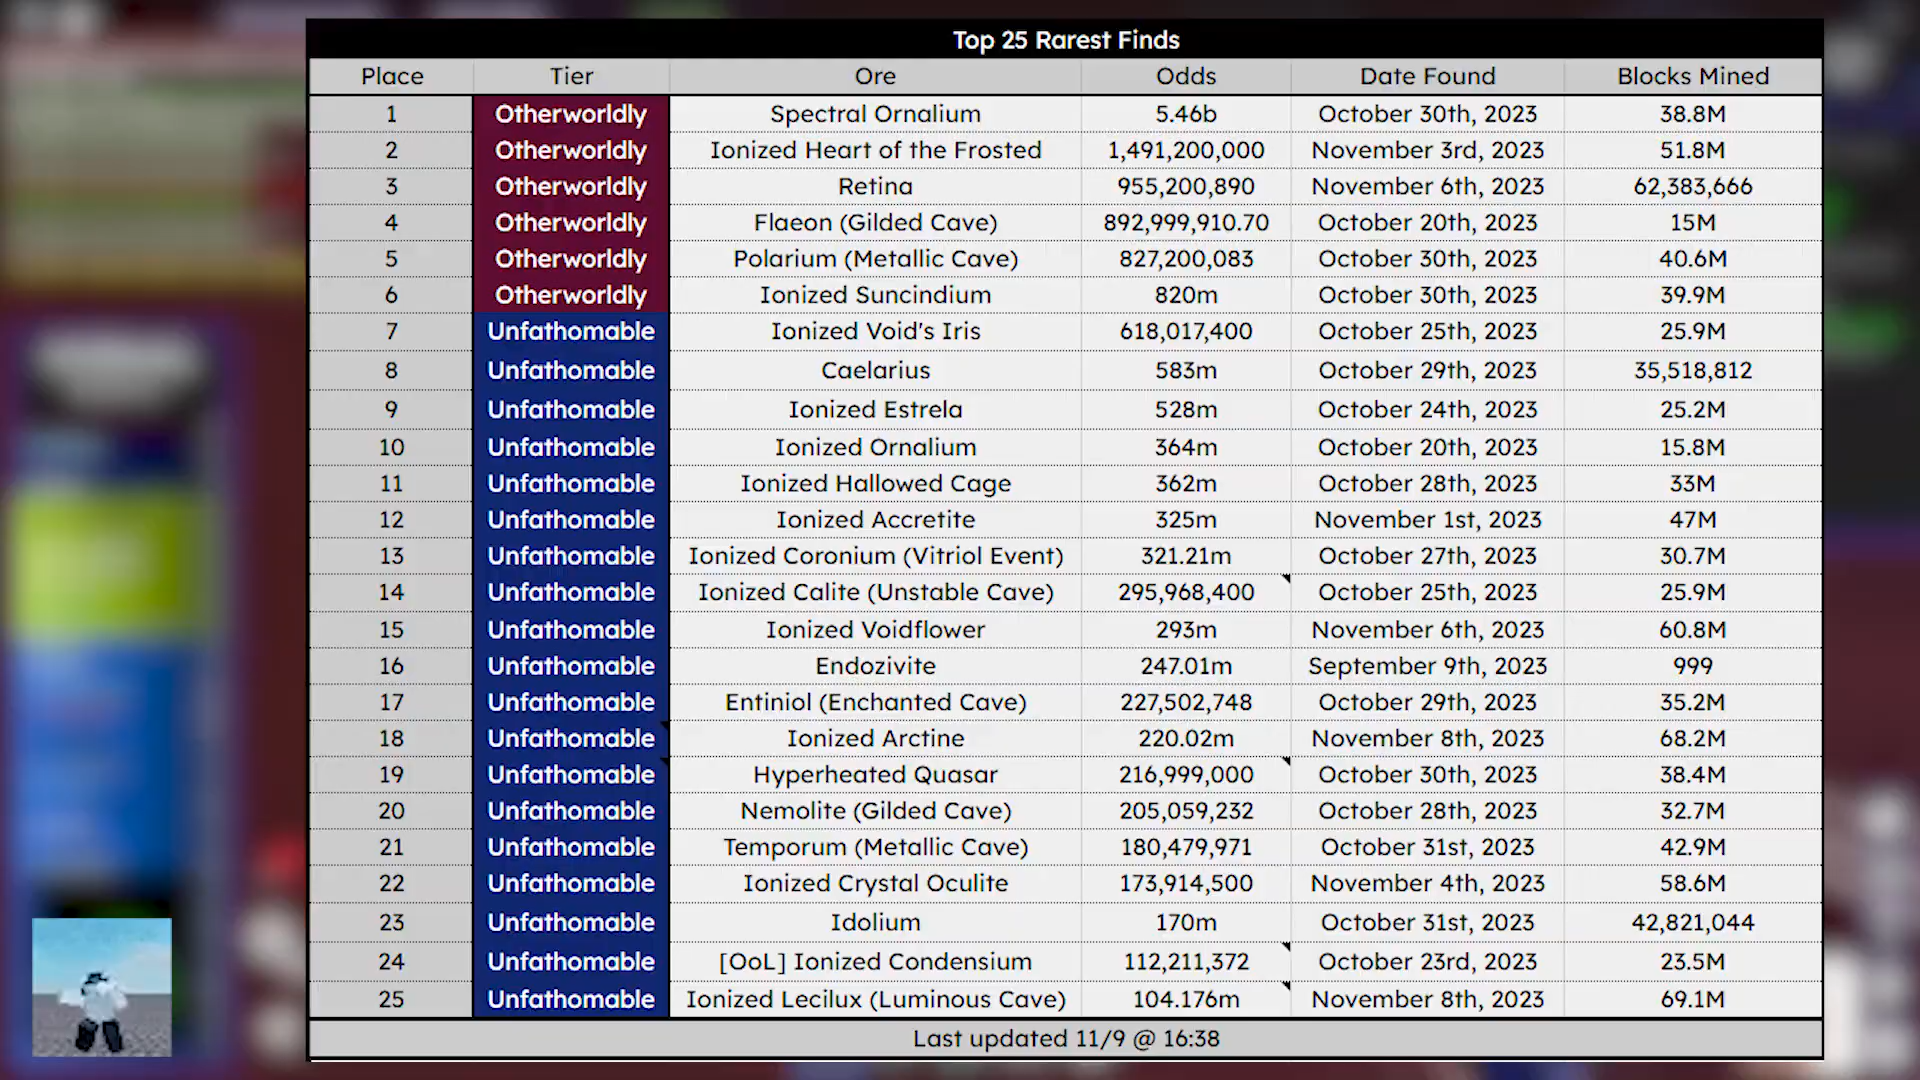 Top 25 Rarest Finds
Place Tier Ore Odds Date Found Blocks Mined
1 Otherworldly Spectral Ornalium 5.46b October 30th, 2023 38.8M
2 Otherworldly Ionized Heart of the Frosted 1,491,200,000 November 3rd, 2023 51.8M
3 Otherworldly Retina 955,200,890 November 6th, 2023 62,383,666
4 Otherworldly Flaeon (Gilded Cave) 892,999,910.70 October 20th, 2023 15M
5 Otherworldly Polarium (Metallic Cave) 827,200,083 October 30th, 2023 40.6M
6 Otherworldly Ionized Suncindium 820m October 30th, 2023 39.9M
7 Unfathomable Ionized Void's Iris 618,017,400 October 25th, 2023 25.9M
8 Unfathomable Caelarius 583m October 29th, 2023 35,518,812
9 Unfathomable Ionized Estrela 528m October 24th, 2023 25.2M
10 Unfathomable Ionized Ornalium 364m October 20th, 2023 15.8M
11 Unfathomable Ionized Hallowed Cage 362m October 28th, 2023 33M
12 Unfathomable Ionized Accretite 325m November 1st, 2023 47M
13 Unfathomable Ionized Coronium (Vitriol Event) 321.21m October 27th, 2023 30.7M
14 Unfathomable Ionized Calite (Unstable Cave) 295,968,400 October 25th, 2023 25.9M
15 Unfathomable Ionized Voidflower 293m November 6th, 2023 60.8M
16 Unfathomable Endozivite 247.01m September 9th, 2023 999
17 Unfathomable Entiniol (Enchanted Cave) 227,502,748 October 29th, 2023 35.2M
18 Unfathomable Ionized Arctine 220.02m November 8th, 2023 68.2M
19 Unfathomable Hyperheated Quasar 216,999,000 October 30th, 2023 38.4M
20 Unfathomable Nemolite (Gilded Cave) 205,059,232 October 28th, 2023 32.7M
21 Unfathomable Temporum (Metallic Cave) 180,479,971 October 31st, 2023 42.9M
22 Unfathomable Ionized Crystal Oculite 173,914,500 November 4th, 2023 58.6M
23 Unfathomable Idolium 170m October 31st, 2023 42,821,044
24 Unfathomable [OoL] Ionized Condensium 112,211,372 October 23rd, 2023 23.5M
25 Unfathomable Ionized Lecilux (Luminous Cave) 104.176m November 8th, 2023 69.1M
Last updated 11/9 @ 16:38